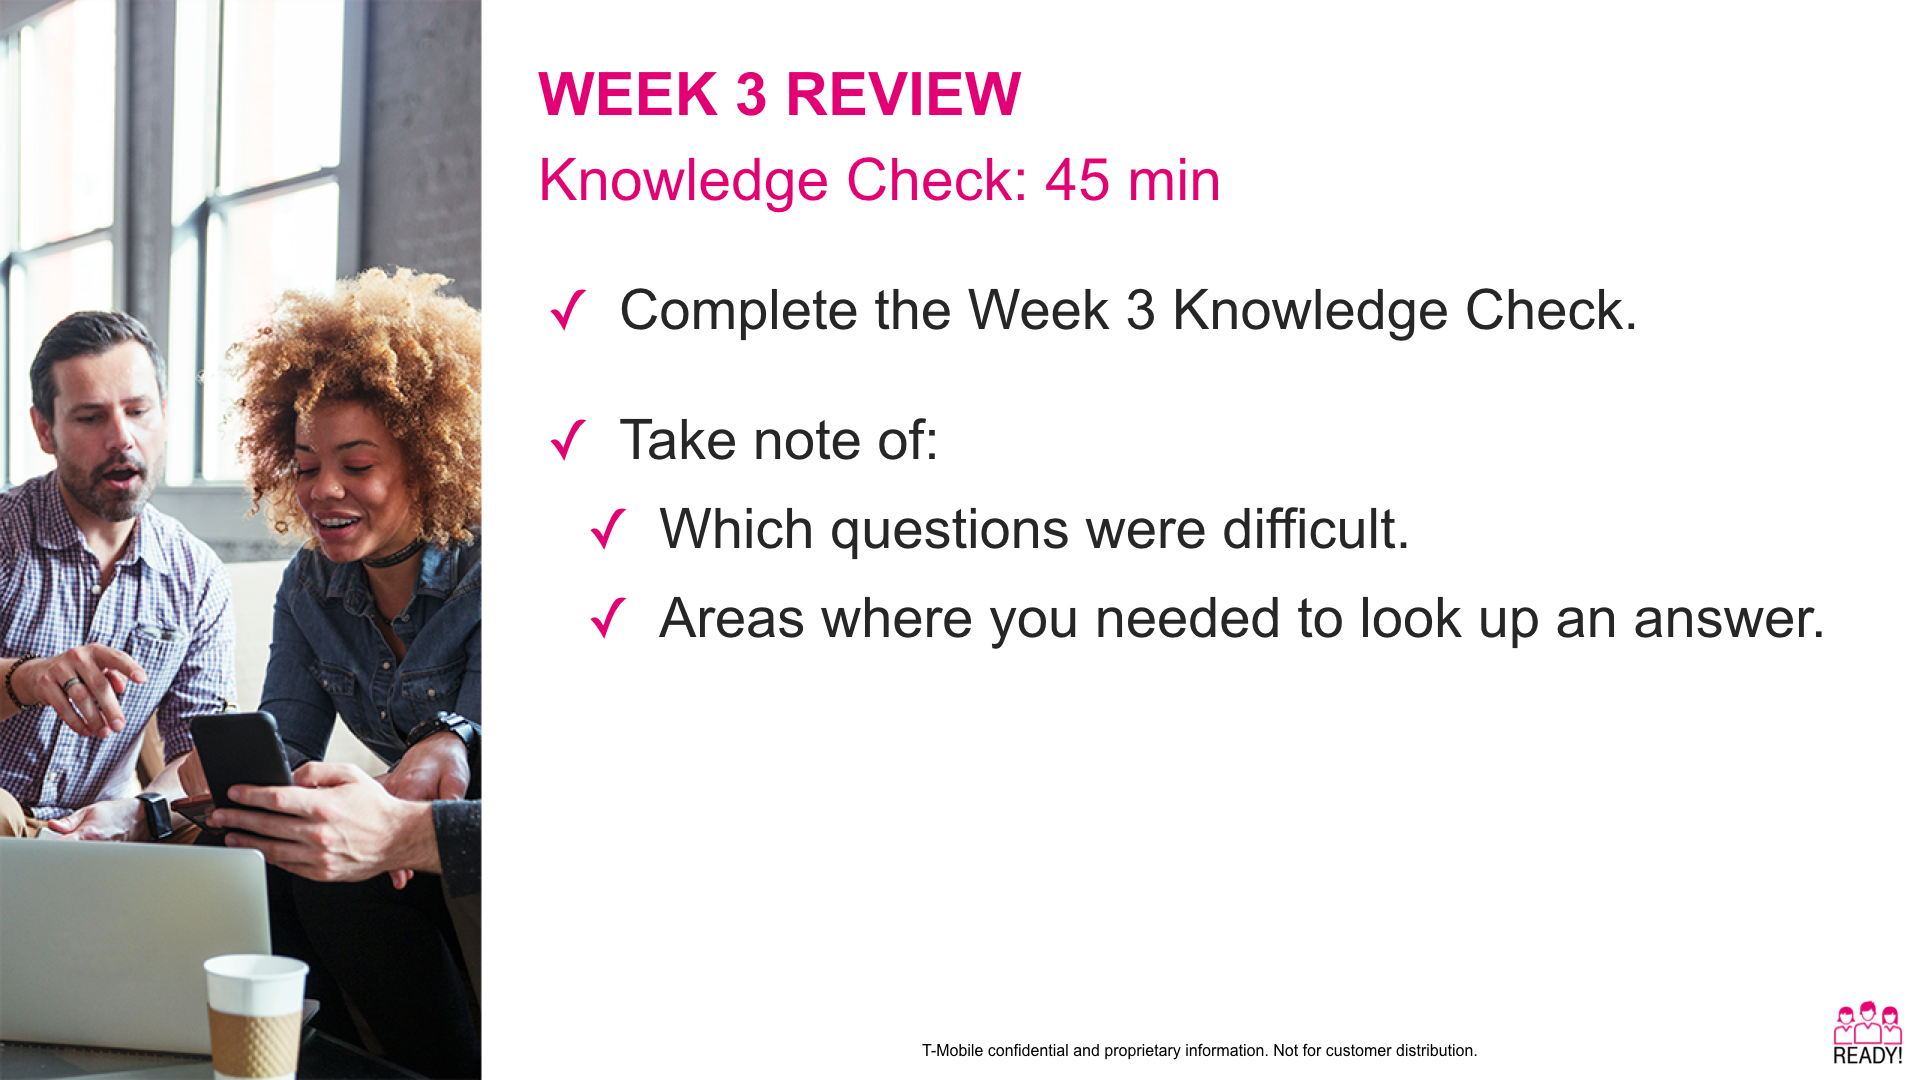 WEEK 3 REVIEW
Knowledge Check: 45 min
✓ Complete the Week 3 Knowledge Check.
✓ Take note of:
✓ Which questions were difficult.
✓ Areas where you needed to look up an answer.
T-Mobile confidential and proprietary information. Not for customer distribution.
READY!